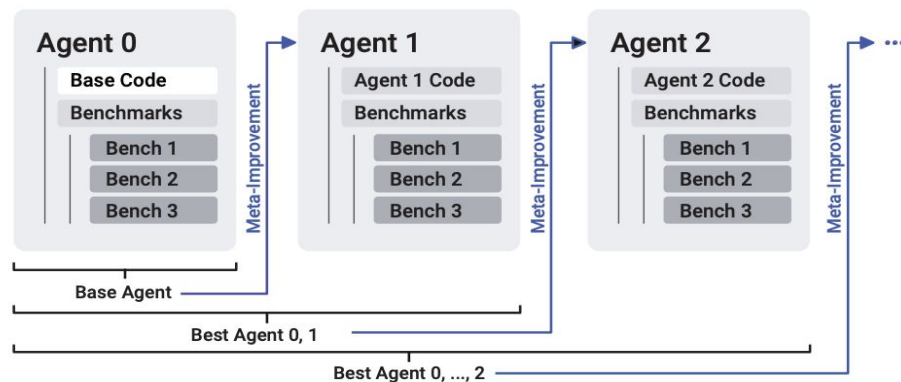 Agent 0
Base Code
Benchmarks
Bench 1
Bench 2
Bench 3
Meta-Improvement
Agent 1
Agent 1 Code
Benchmarks
Bench 1
Bench 2
Bench 3
Meta-Improvement
Agent 2
Agent 2 Code
Benchmarks
Bench 1
Bench 2
Bench 3
Meta-Improvement
...
Base Agent
Best Agent 0, 1
Best Agent 0, ..., 2